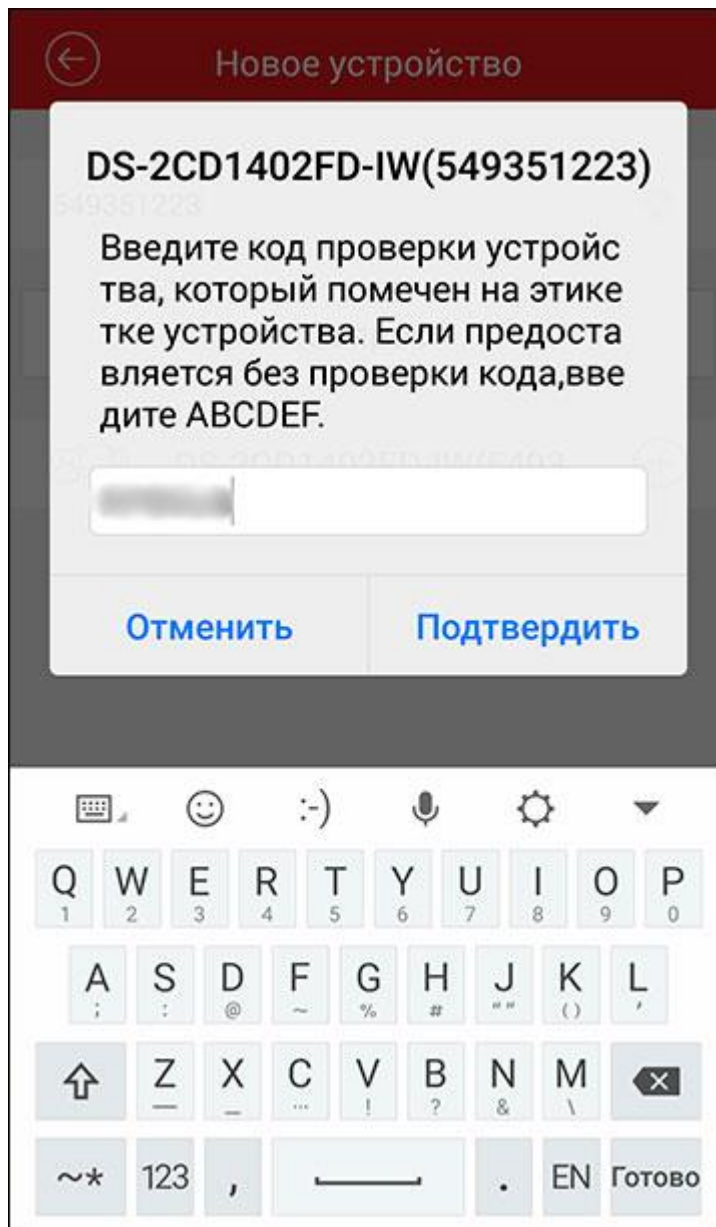 Новое устройство
DS-2CD1402FD-IW(549351223)
549351223
Введите код проверки устройс
тва, который помечен на этике
тке устройства. Если предоста
вляется без проверки кода,вве
дите ABCDEF.
Отменить Подтвердить
:-)
Q W E R T Y U I O P
1 2 3 4 5 6 7 8 9 0
A S D F G H J K L
; : @ ~ % # "" () '
Z X C V B N M
— _ ... ! ? & \
~* 123 , . EN Готово